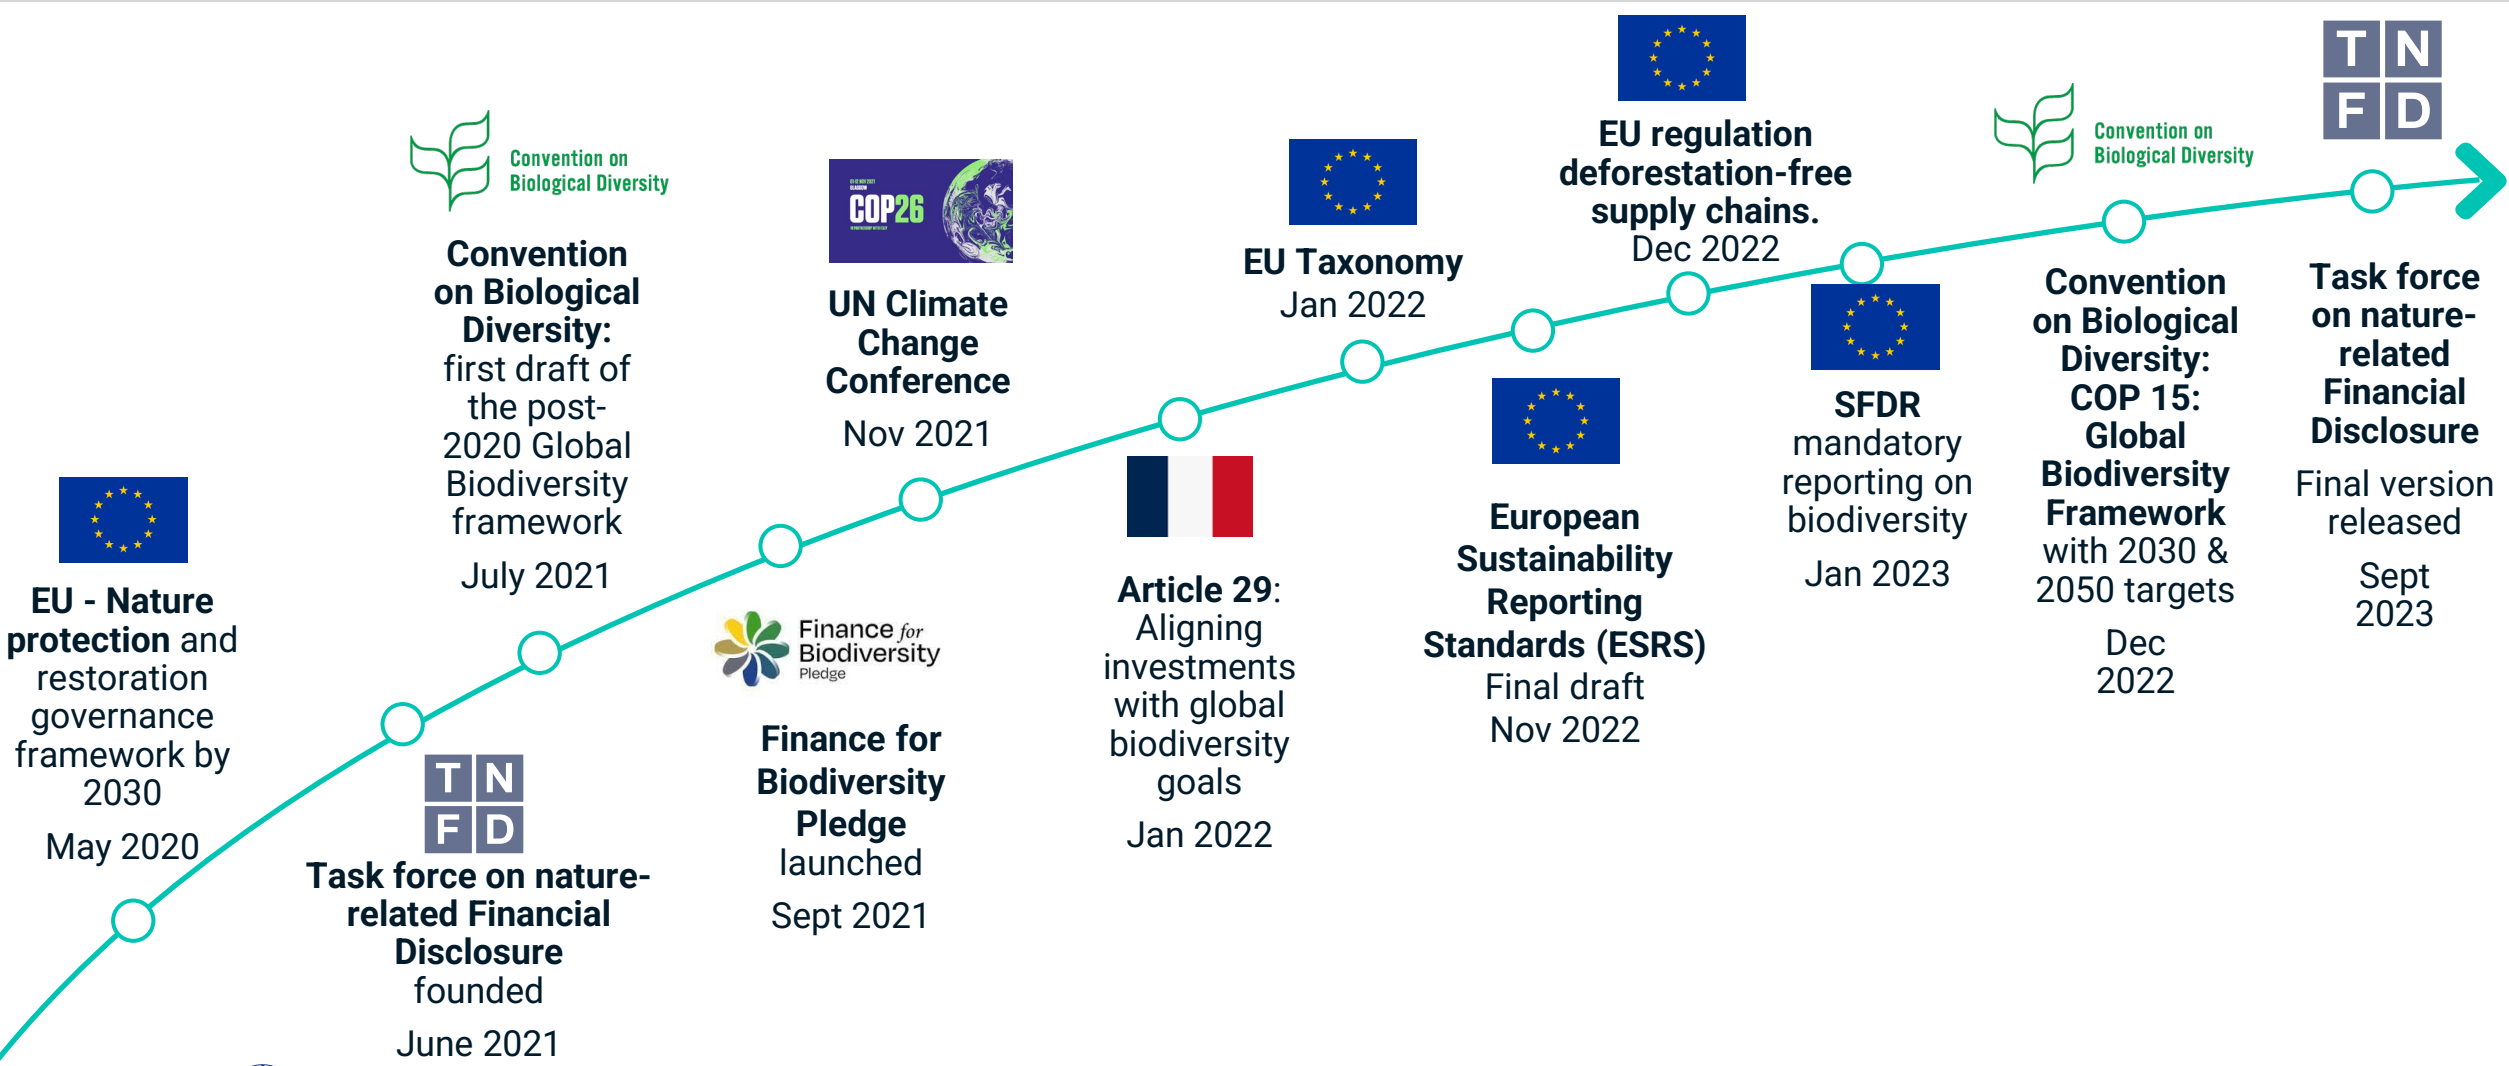 EU - Nature
protection and
restoration
governance
framework by
2030
May 2020
T N
F D
Task force on nature-
related Financial
Disclosure
founded
June 2021
Convention on
Biological Diversity
Convention
on Biological
Diversity:
first draft of
the post-
2020 Global
Biodiversity
framework
July 2021
Finance for
Biodiversity
Pledge
Finance for
Biodiversity
Pledge
launched
Sept 2021
GLASGOW
COP26
UN Climate
Change
Conference
Nov 2021
Article 29:
Aligning
investments
with global
biodiversity
goals
Jan 2022
EU Taxonomy
Jan 2022
European
Sustainability
Reporting
Standards (ESRS)
Final draft
Nov 2022
EU regulation
deforestation-free
supply chains.
Dec 2022
SFDR
mandatory
reporting on
biodiversity
Jan 2023
Convention on
Biological Diversity
Convention
on Biological
Diversity:
COP 15:
Global
Biodiversity
Framework
with 2030 &
2050 targets
Dec
2022
T N
F D
Task force
on nature-
related
Financial
Disclosure
Final version
released
Sept
2023